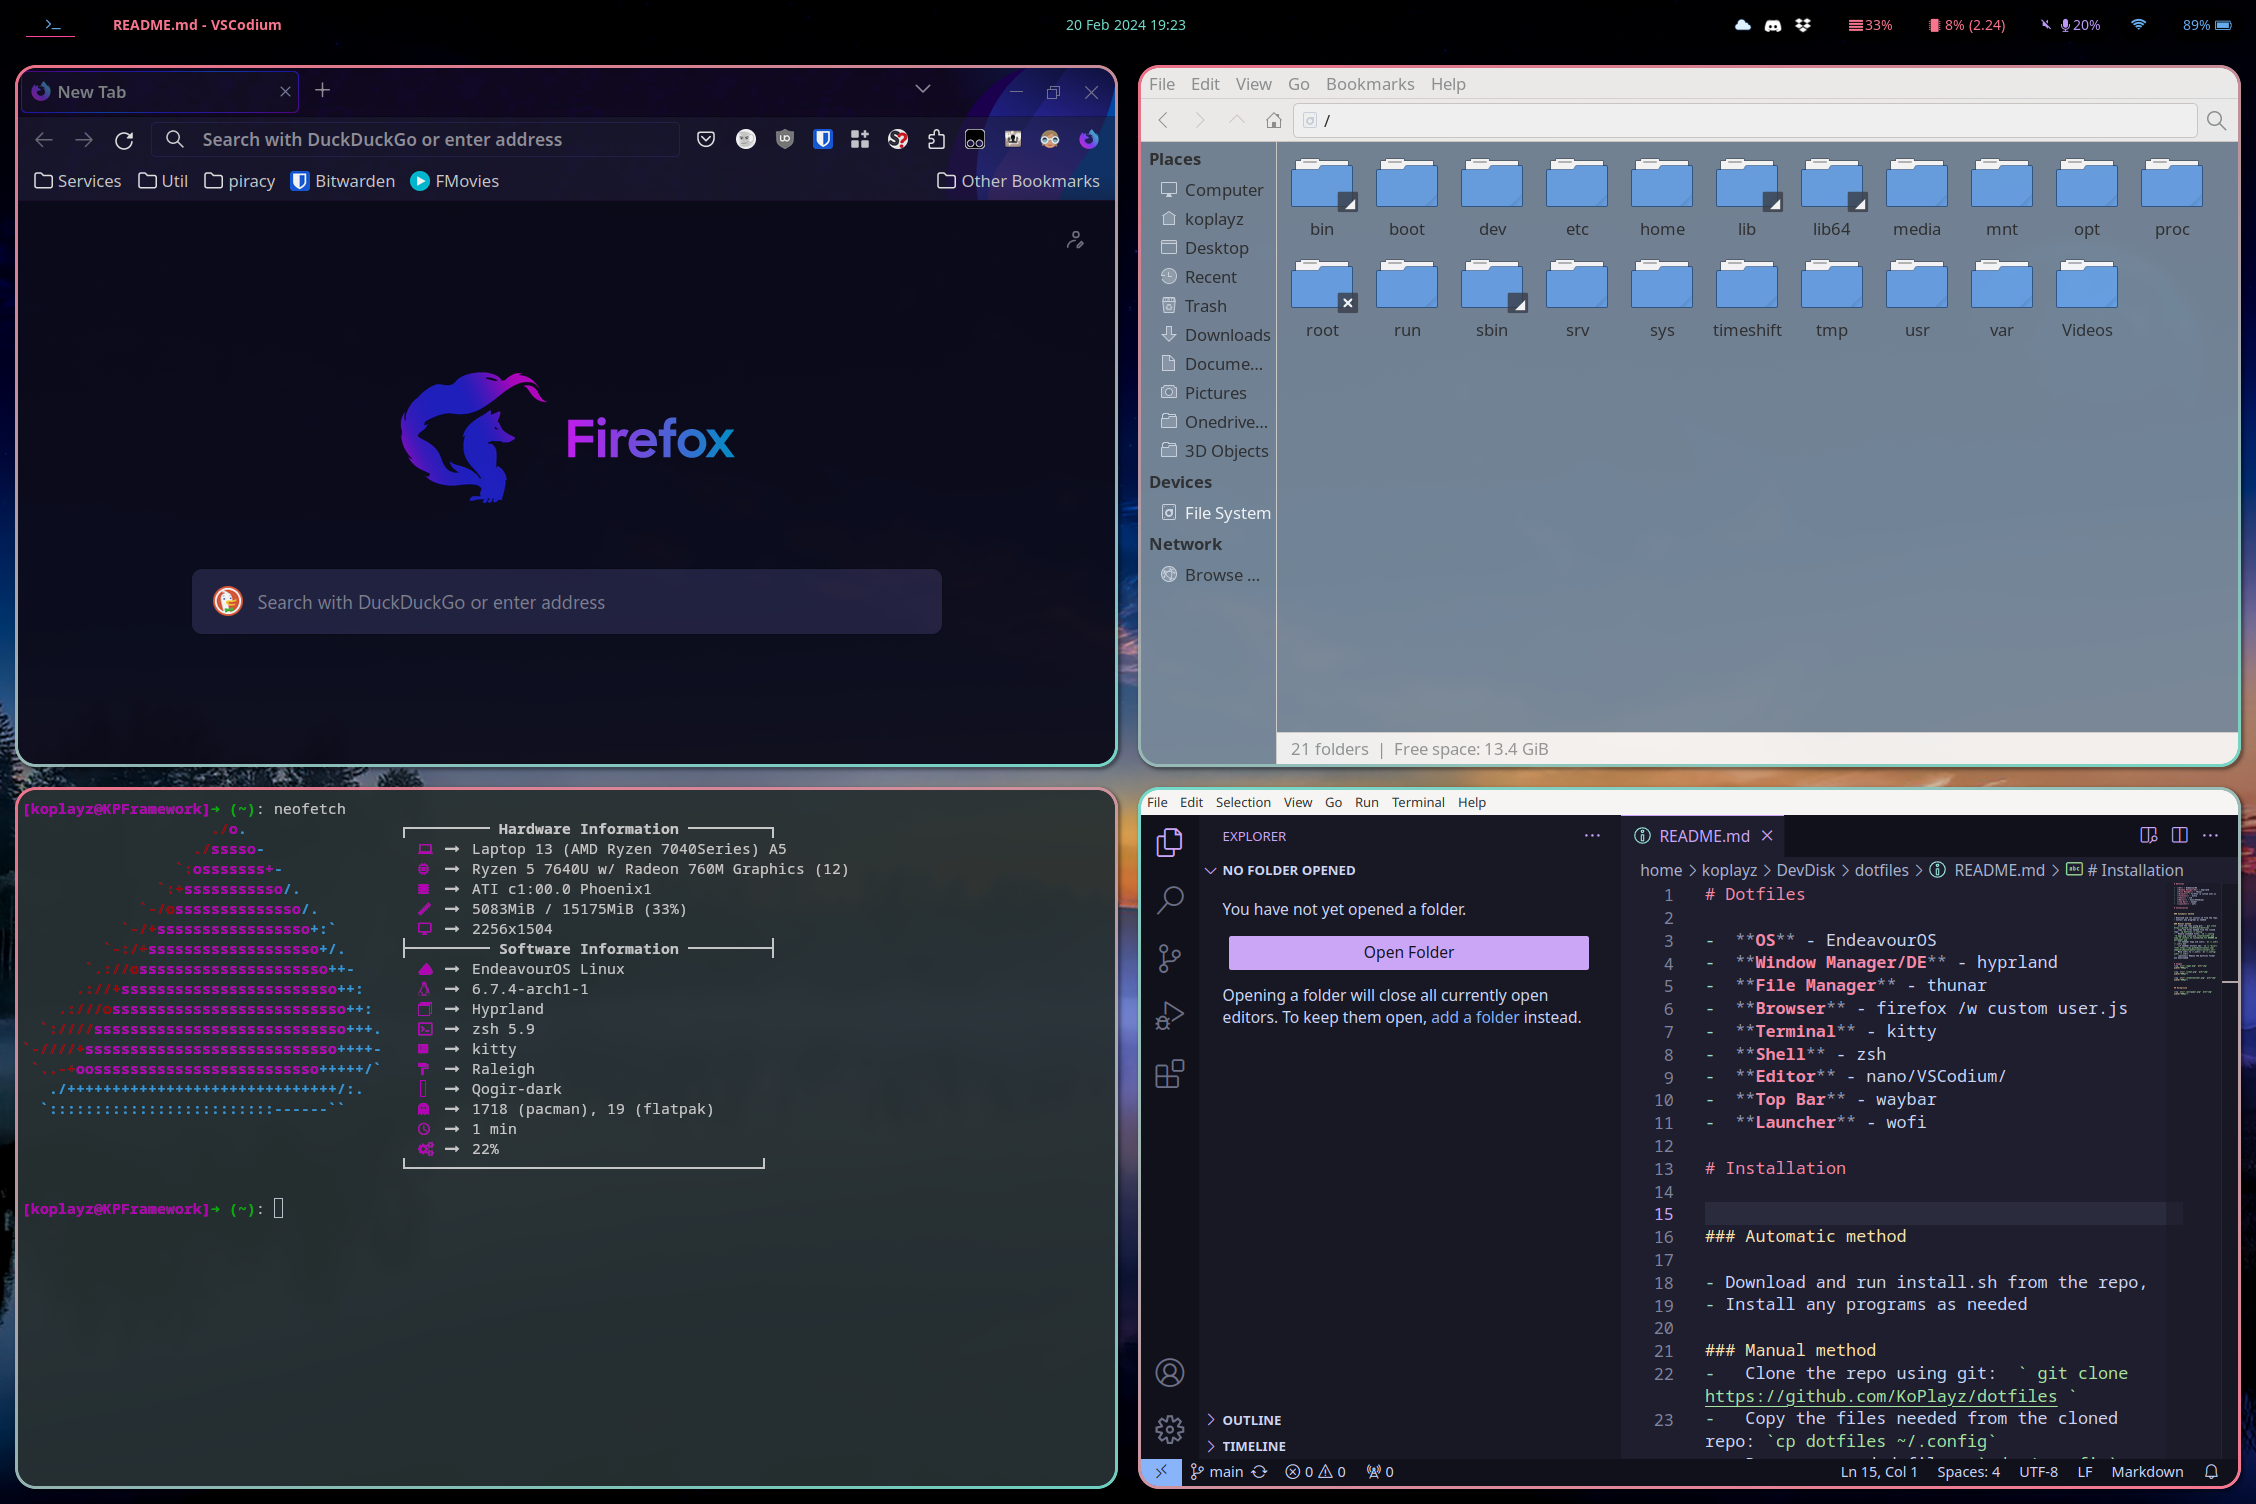 README.md - VSCodium
20 Feb 2024 19:23
33%
8% (2.24)
20%
89%
New Tab
Search with DuckDuckGo or enter address
Services
Util
piracy
Bitwarden
FMovies
Other Bookmarks
Firefox
Search with DuckDuckGo or enter address
File Edit View Go Bookmarks Help
/
Places
Computer
koplayz
Desktop
Recent
Trash
Downloads
Docume...
Pictures
Onedrive...
3D Objects
Devices
File System
Network
Browse ...
bin boot dev etc home lib lib64 media mnt opt proc
root run sbin srv sys timeshift tmp usr var Videos
21 folders | Free space: 13.4 GiB
[koplayz@KPFramework]➜ (~): neofetch
Hardware Information
Laptop 13 (AMD Ryzen 7040Series) A5
Ryzen 5 7640U w/ Radeon 760M Graphics (12)
ATI c1:00.0 Phoenix1
5083MiB / 15175MiB (33%)
2256x1504
Software Information
EndeavourOS Linux
6.7.4-arch1-1
Hyprland
zsh 5.9
kitty
Raleigh
Qogir-dark
1718 (pacman), 19 (flatpak)
1 min
22%
[koplayz@KPFramework]➜ (~):
File Edit Selection View Go Run Terminal Help
EXPLORER
NO FOLDER OPENED
You have not yet opened a folder.
Open Folder
Opening a folder will close all currently open
editors. To keep them open, add a folder instead.
OUTLINE
TIMELINE
README.md
home > koplayz > DevDisk > dotfiles > README.md > # Installation
1 # Dotfiles
2
3 - **OS** - EndeavourOS
4 - **Window Manager/DE** - hyprland
5 - **File Manager** - thunar
6 - **Browser** - firefox /w custom user.js
7 - **Terminal** - kitty
8 - **Shell** - zsh
9 - **Editor** - nano/VSCodium/
10 - **Top Bar** - waybar
11 - **Launcher** - wofi
12
13 # Installation
14
15
16 ### Automatic method
17
18 - Download and run install.sh from the repo,
19 - Install any programs as needed
20
21 ### Manual method
22 - Clone the repo using git: ` git clone
https://github.com/KoPlayz/dotfiles `
23 - Copy the files needed from the cloned
repo: `cp dotfiles ~/.config`
main 0 0 0
Ln 15, Col 1 Spaces: 4 UTF-8 LF Markdown